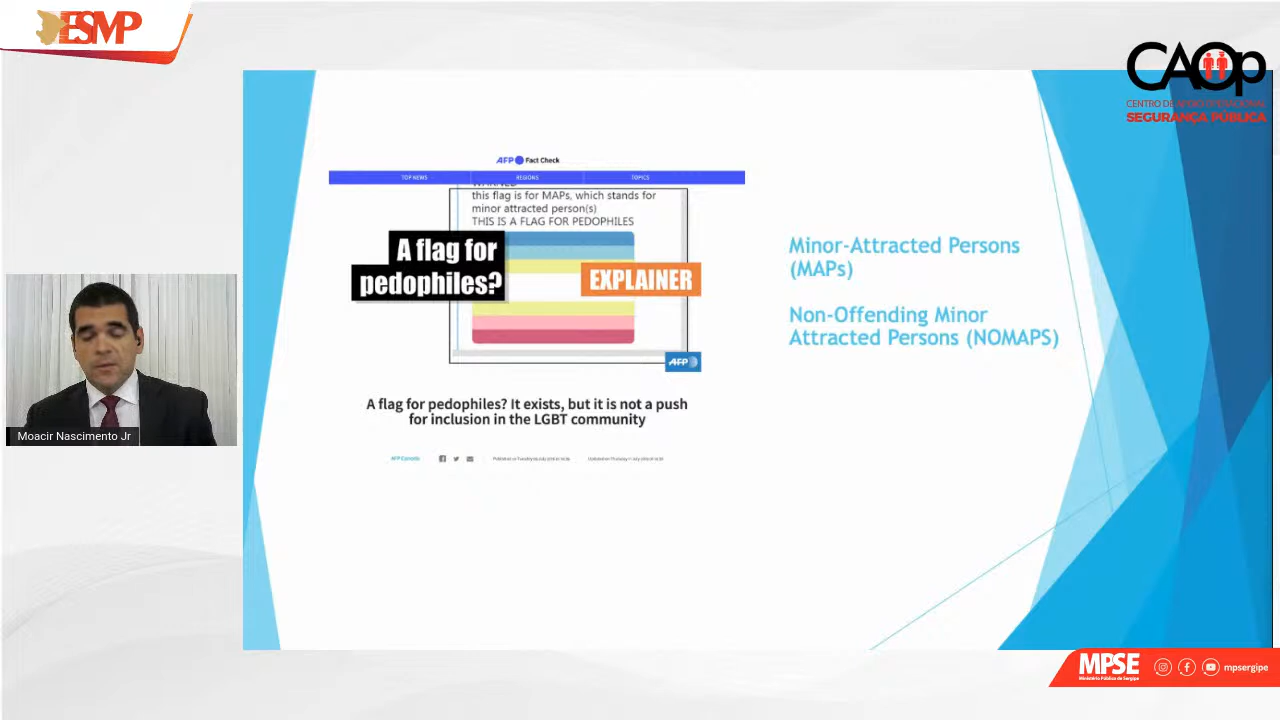 ESMP
CAOp
CENTRO DE APOIO OPERACIONAL
SEGURANÇA PÚBLICA
AFP Fact Check
TOP NEWS REGIONS TOPICS
WARNED
this flag is for MAPs, which stands for
minor attracted person(s)
THIS IS A FLAG FOR PEDOPHILES
A flag for
pedophiles?
EXPLAINER
AFP
A flag for pedophiles? It exists, but it is not a push
for inclusion in the LGBT community
AFP Canada
Minor-Attracted Persons
(MAPs)
Non-Offending Minor
Attracted Persons (NOMAPS)
Moacir Nascimento Jr
MPSE
Ministério Público de Sergipe
mpsergipe